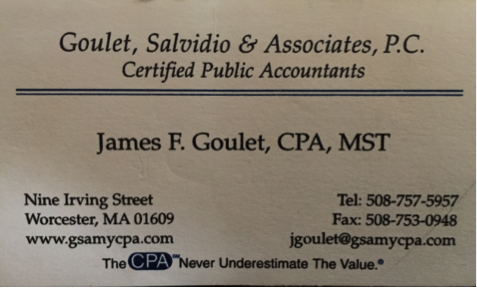 Goulet, Salvidio & Associates, P.C.
Certified Public Accountants
James F. Goulet, CPA, MST
Nine Irving Street
Worcester, MA 01609
www.gsamycpa.com
Tel: 508-757-5957
Fax: 508-753-0948
jgoulet@gsamycpa.com
The CPA℠ Never Underestimate The Value.®